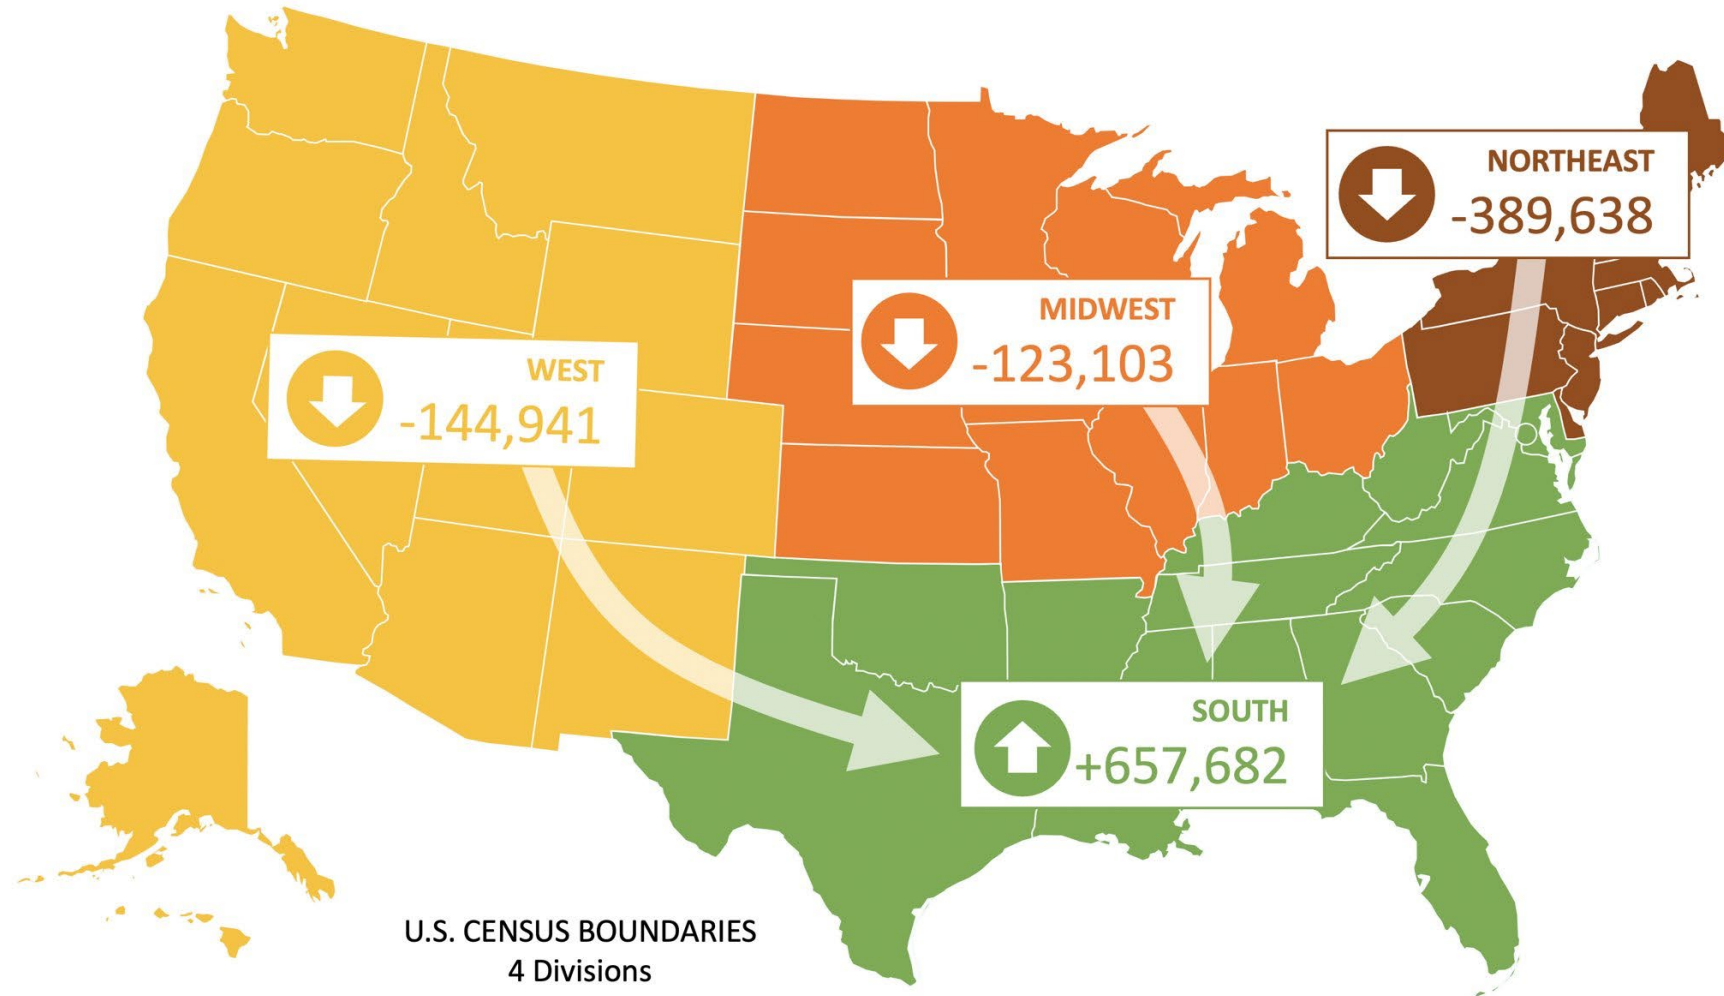 NORTHEAST
-389,638
MIDWEST
-123,103
WEST
-144,941
SOUTH
+657,682
U.S. CENSUS BOUNDARIES
4 Divisions